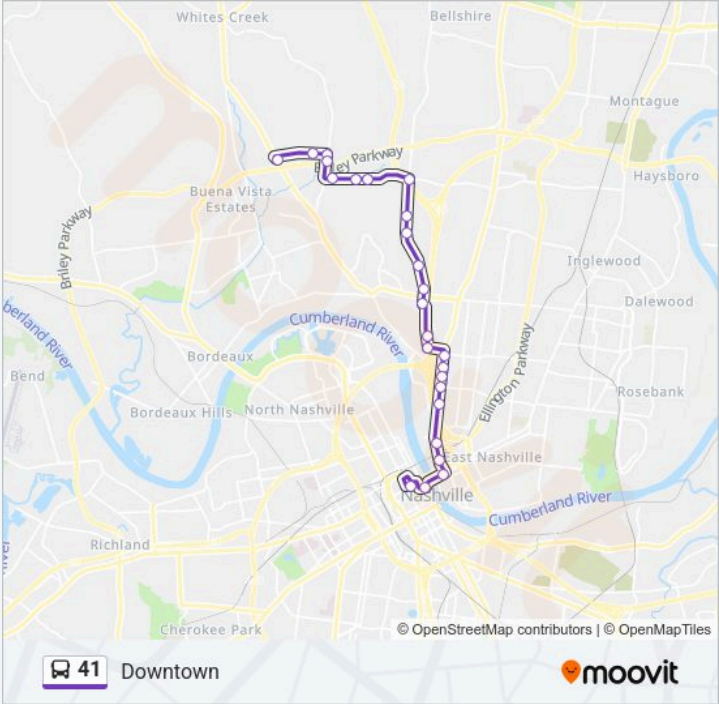 Whites Creek
Bellshire
Montague
Briley Parkway
Haysboro
Buena Vista
Estates
Briley Parkway
Inglewood
Dalewood
Cumberland River
berland River
Bordeaux
Ellington Parkway
Bend
Rosebank
Bordeaux Hills
North Nashville
East Nashville
Nashville
Cumberland River
Richland
Cherokee Park
© OpenStreetMap contributors | © OpenMapTiles
41 Downtown
moovit